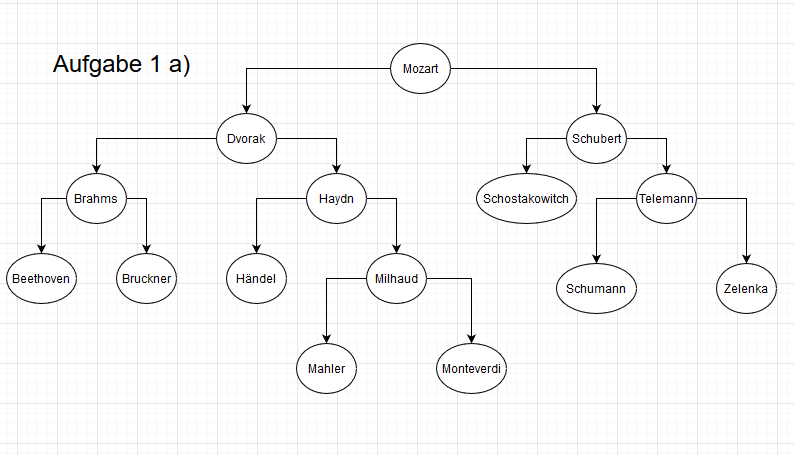 Aufgabe 1 a)
Mozart
Dvorak
Schubert
Brahms
Haydn
Schostakowitch
Telemann
Beethoven
Bruckner
Händel
Milhaud
Schumann
Zelenka
Mahler
Monteverdi